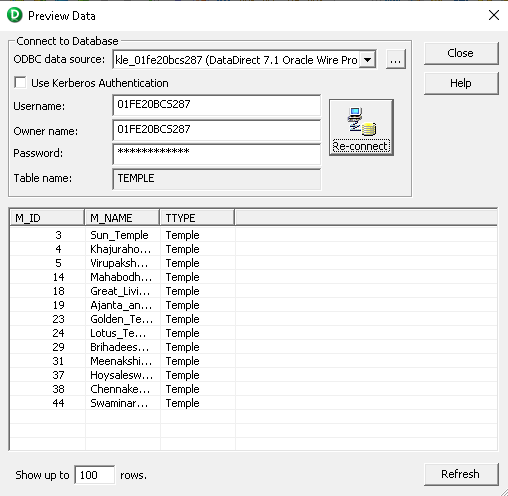 Preview Data
Connect to Database
ODBC data source: kle_01fe20bcs287 (DataDirect 7.1 Oracle Wire Pro ...
Close
Use Kerberos Authentication
Help
Username: 01FE20BCS287
Owner name: 01FE20BCS287
Re-connect
Password: ************
Table name: TEMPLE
M_ID M_NAME TTYPE
3 Sun_Temple Temple
4 Khajuraho... Temple
5 Virupaksh... Temple
14 Mahabodh... Temple
18 Great_Livi... Temple
19 Ajanta_an... Temple
23 Golden_Te... Temple
24 Lotus_Te... Temple
29 Brihadees... Temple
31 Meenakshi... Temple
37 Hoysalesw... Temple
38 Chennake... Temple
44 Swaminar... Temple
Show up to 100 rows.
Refresh